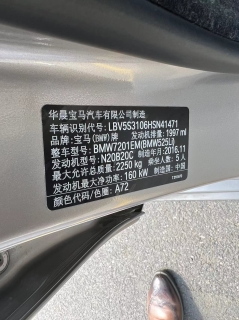 华晨宝马汽车有限公司制造
车辆识别代号: LBV5S3106HSN41471
品牌: 宝马(BMW)牌 发动机排量: 1997 ml
整车型号: BMW7201EM(BMW525Li)
发动机型号: N20B20C 制造年月: 2016.11
最大允许总质量: 2250 kg 乘坐人数: 5 人
发动机最大净功率: 160 kW 制造国: 中国
颜色/色圈: A72